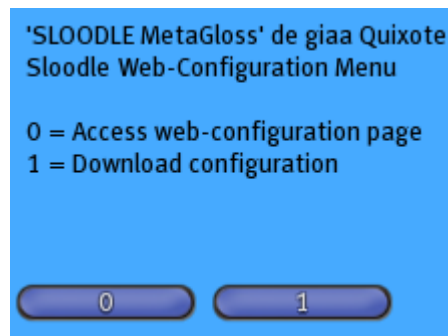 'SLOODLE MetaGloss' de giaa Quixote
Sloodle Web-Configuration Menu
0 = Access web-configuration page
1 = Download configuration
0 1